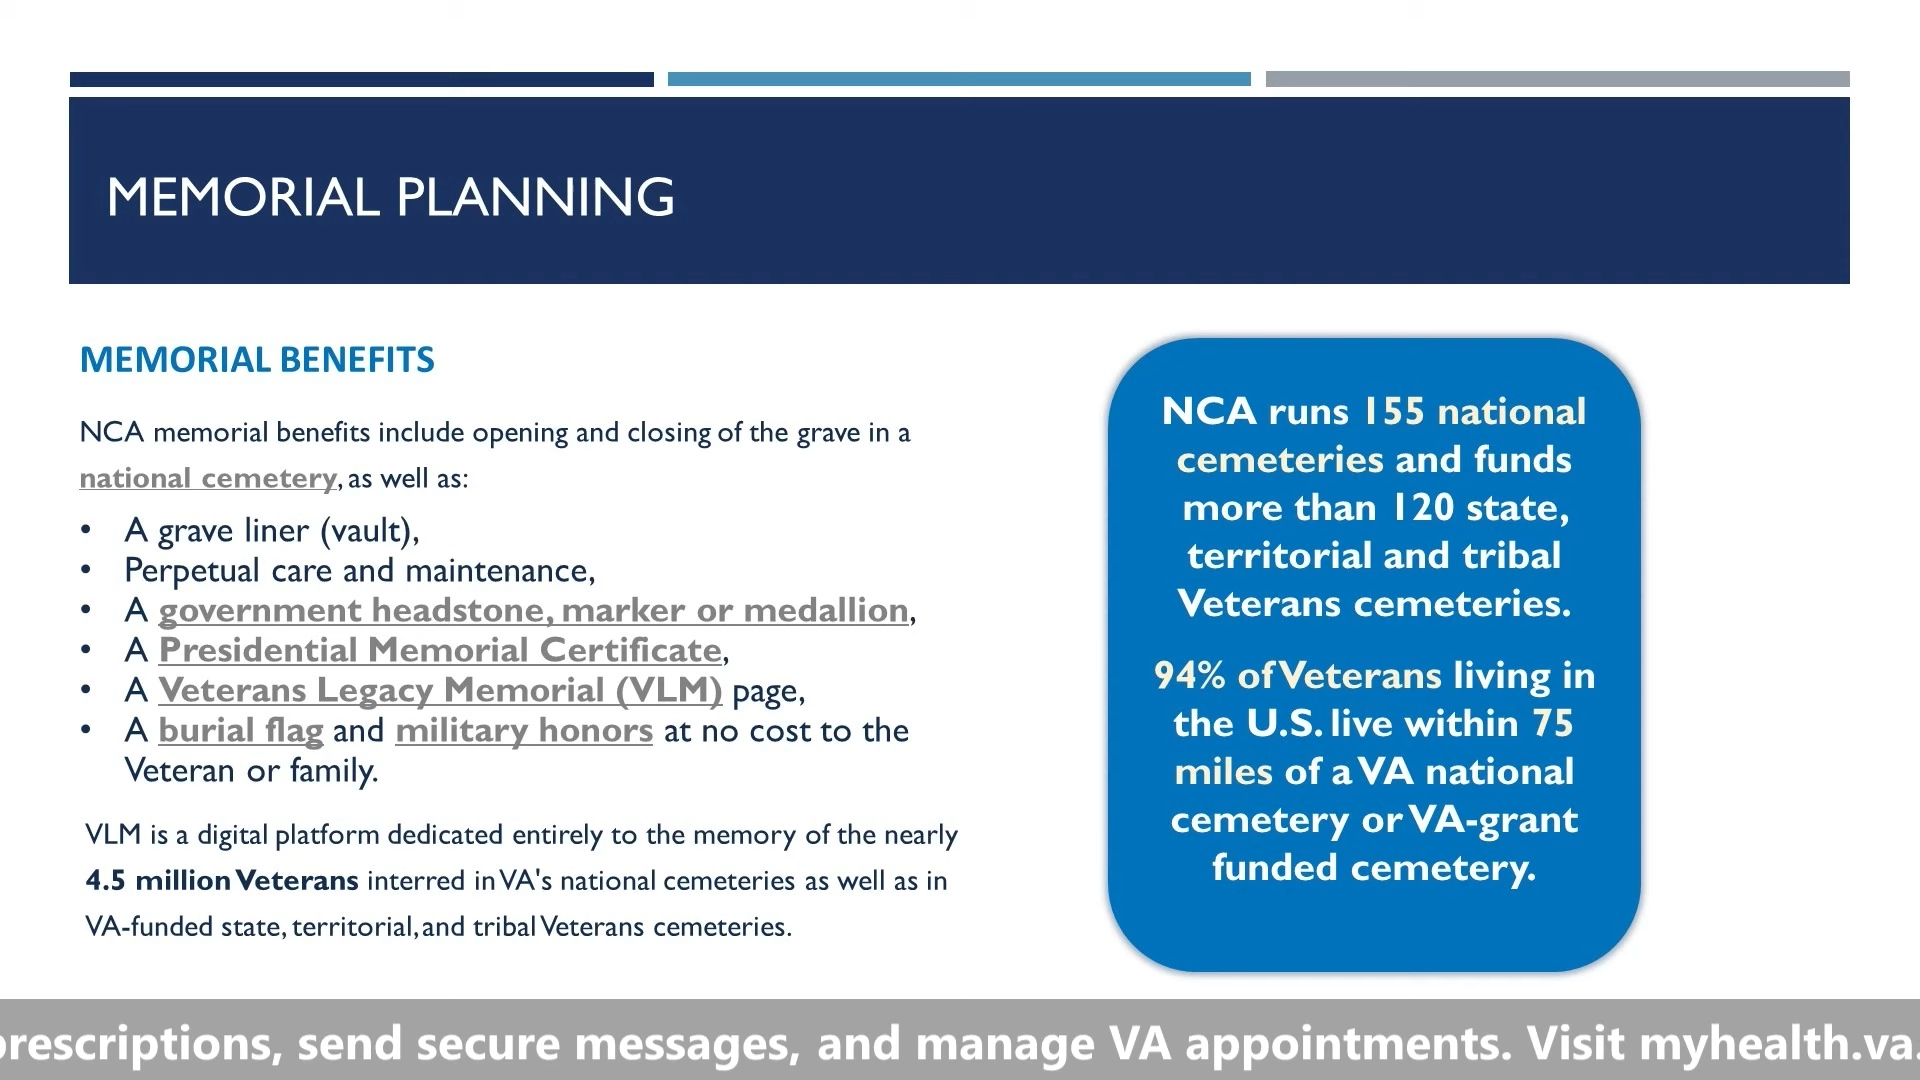 MEMORIAL PLANNING
MEMORIAL BENEFITS
NCA memorial benefits include opening and closing of the grave in a
national cemetery, as well as:
• A grave liner (vault),
• Perpetual care and maintenance,
• A government headstone, marker or medallion,
• A Presidential Memorial Certificate,
• A Veterans Legacy Memorial (VLM) page,
• A burial flag and military honors at no cost to the
Veteran or family.
VLM is a digital platform dedicated entirely to the memory of the nearly
4.5 million Veterans interred in VA's national cemeteries as well as in
VA-funded state, territorial, and tribal Veterans cemeteries.
NCA runs 155 national
cemeteries and funds
more than 120 state,
territorial and tribal
Veterans cemeteries.
94% of Veterans living in
the U.S. live within 75
miles of a VA national
cemetery or VA-grant
funded cemetery.
prescriptions, send secure messages, and manage VA appointments. Visit myhealth.va.